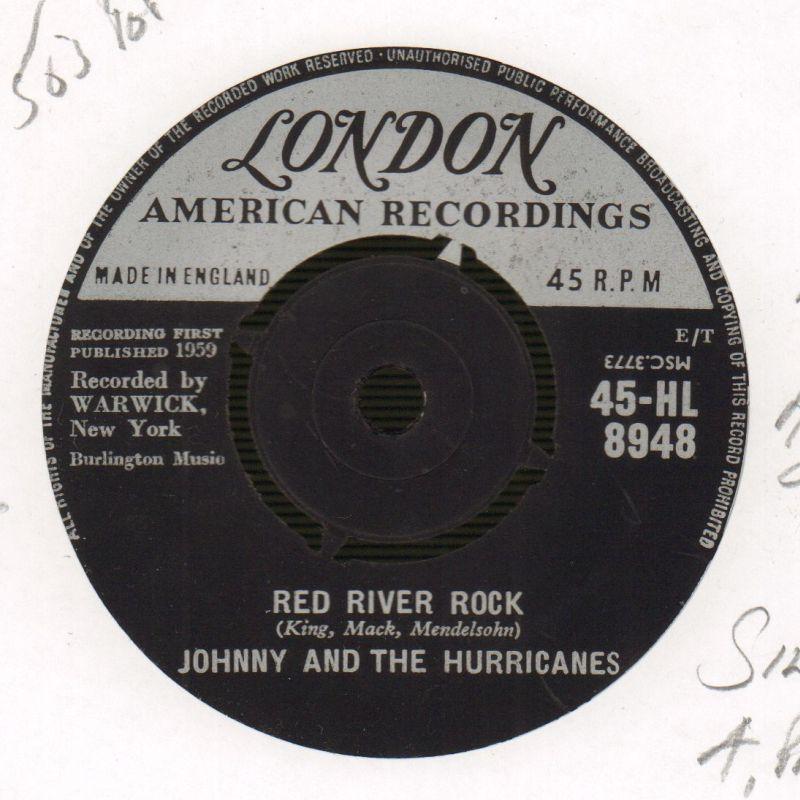 ALL RIGHTS OF THE MANUFACTURER AND OF THE OWNER OF THE RECORDED WORK RESERVED · UNAUTHORISED PUBLIC PERFORMANCE BROADCASTING AND COPYING OF THIS RECORD PROHIBITED
LONDON
AMERICAN RECORDINGS
MADE IN ENGLAND
45 R.P.M
RECORDING FIRST
PUBLISHED 1959
Recorded by
WARWICK,
New York
Burlington Music
E/T
MSC.3773
45-HL
8948
RED RIVER ROCK
(King, Mack, Mendelsohn)
JOHNNY AND THE HURRICANES